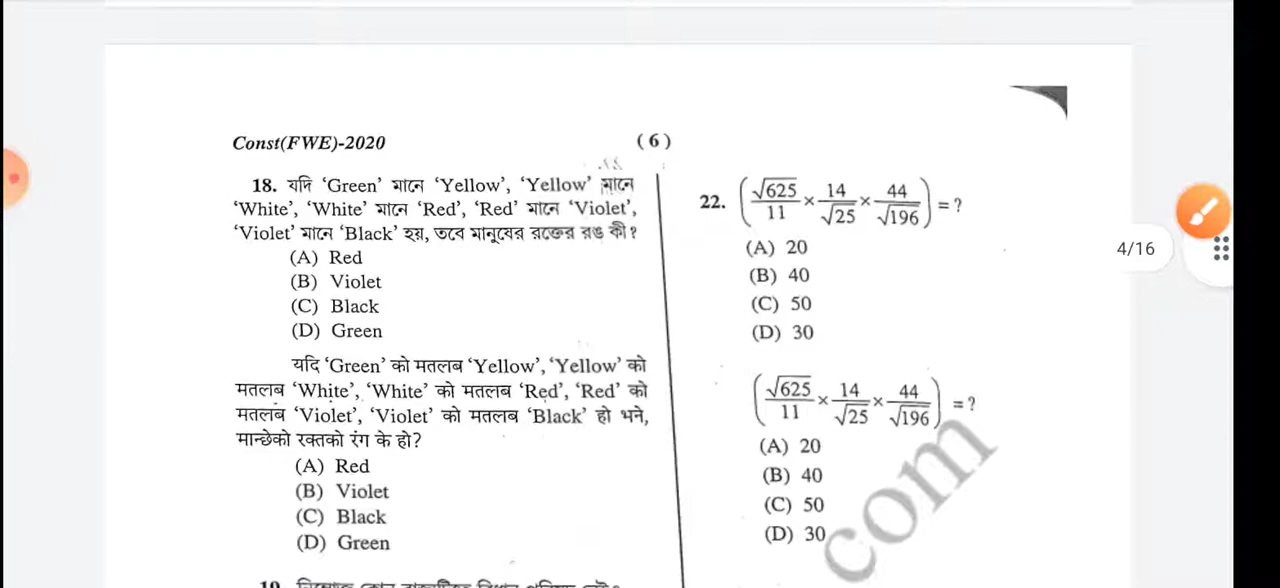 Const(FWE)-2020
(6)
18. যদি ‘Green’ মানে ‘Yellow’, ‘Yellow’ মানে
‘White’, ‘White’ মানে ‘Red’, ‘Red’ মানে ‘Violet’,
‘Violet’ মানে ‘Black’ হয়, তবে মানুষের রক্তের রঙ কী?
(A) Red
(B) Violet
(C) Black
(D) Green
यदि ‘Green’ को मतलब ‘Yellow’, ‘Yellow’ को
मतलब ‘White’, ‘White’ को मतलब ‘Red’, ‘Red’ को
मतलब ‘Violet’, ‘Violet’ को मतलब ‘Black’ हो भने,
मान्छेको रक्तको रंग के हो?
(A) Red
(B) Violet
(C) Black
(D) Green
22. (√625/11 × 14/√25 × 44/√196) = ?
(A) 20
(B) 40
(C) 50
(D) 30
(√625/11 × 14/√25 × 44/√196) = ?
(A) 20
(B) 40
(C) 50
(D) 30
4/16
com